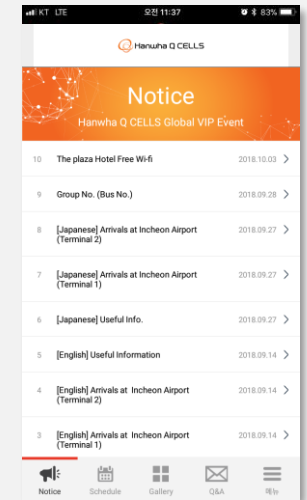 KT LTE 오전 11:37 83%
Hanwha Q CELLS
Notice
Hanwha Q CELLS Global VIP Event
10 The plaza Hotel Free Wi-fi 2018.10.03
9 Group No. (Bus No.) 2018.09.28
8 [Japanese] Arrivals at Incheon Airport 2018.09.27
(Terminal 2)
7 [Japanese] Arrivals at Incheon Airport 2018.09.27
(Terminal 1)
6 [Japanese] Useful Info. 2018.09.27
5 [English] Useful Information 2018.09.14
4 [English] Arrivals at Incheon Airport 2018.09.14
(Terminal 2)
3 [English] Arrivals at Incheon Airport 2018.09.14
(Terminal 1)
Notice Schedule Gallery Q&A 메뉴